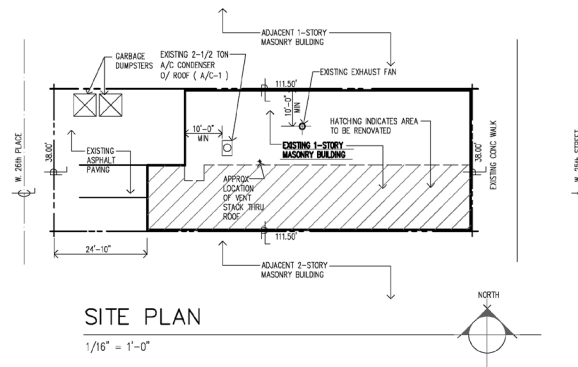 ADJACENT 1-STORY
MASONRY BUILDING
GARBAGE
DUMPSTERS
EXISTING 2-1/2 TON
A/C CONDENSER
O/ ROOF ( A/C-1 )
111.50'
EXISTING EXHAUST FAN
10'-0"
MIN
10'-0"
MIN
HATCHING INDICATES AREA
TO BE RENOVATED
W. 26th PLACE
38.00'
EXISTING
ASPHALT
PAVING
EXISTING 1-STORY
MASONRY BUILDING
38.00'
EXISTING CONC WALK
W. 25th STREET
APPROX
LOCATION
OF VENT
STACK THRU
ROOF
24'-10"
111.50'
ADJACENT 2-STORY
MASONRY BUILDING
SITE PLAN
1/16" = 1'-0"
NORTH